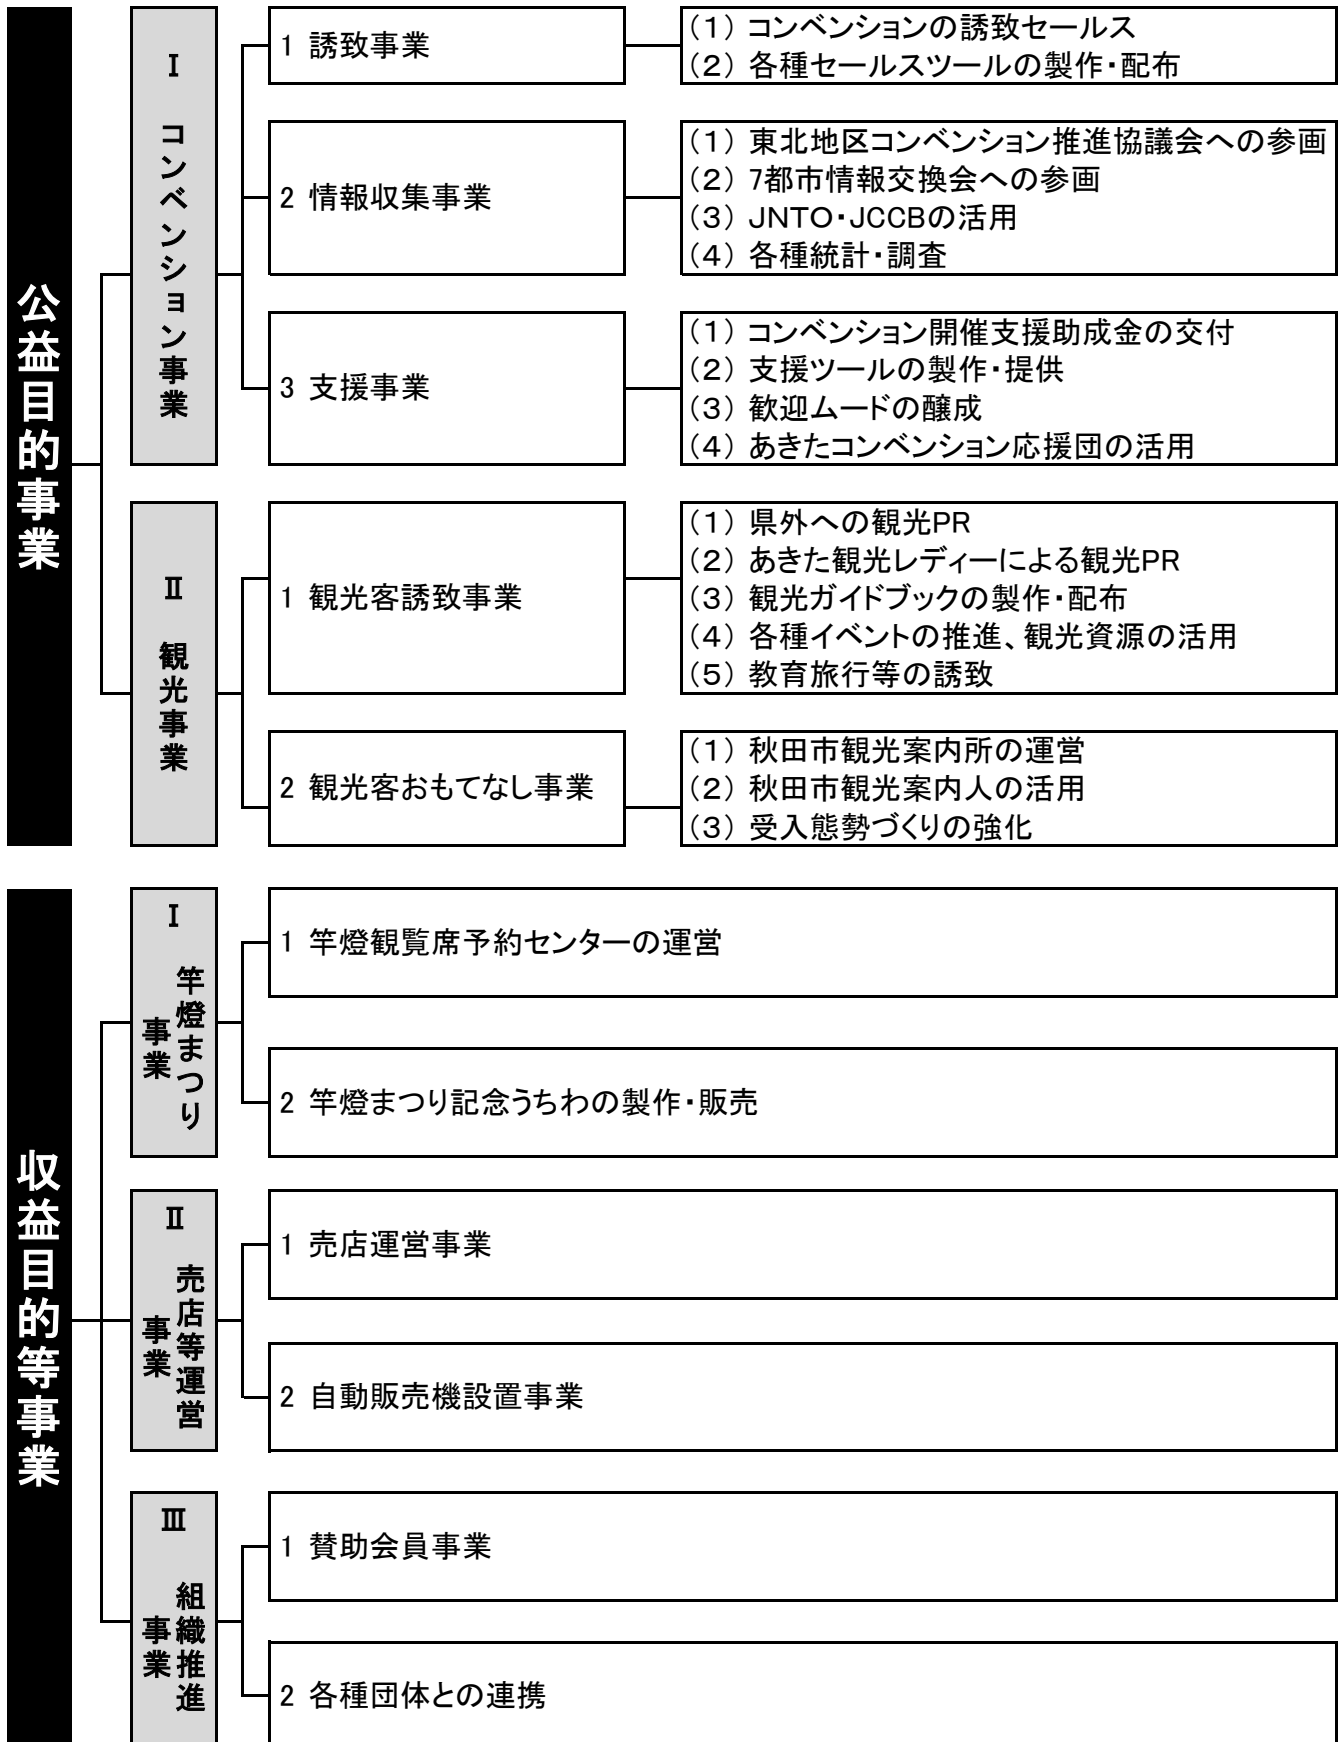 公益目的事業
Ⅰ コンベンション事業
1 誘致事業
(1) コンベンションの誘致セールス
(2) 各種セールスツールの製作・配布
2 情報収集事業
(1) 東北地区コンベンション推進協議会への参画
(2) 7都市情報交換会への参画
(3) JNTO・JCCBの活用
(4) 各種統計・調査
3 支援事業
(1) コンベンション開催支援助成金の交付
(2) 支援ツールの製作・提供
(3) 歓迎ムードの醸成
(4) あきたコンベンション応援団の活用
Ⅱ 観光事業
1 観光客誘致事業
(1) 県外への観光PR
(2) あきた観光レディーによる観光PR
(3) 観光ガイドブックの製作・配布
(4) 各種イベントの推進、観光資源の活用
(5) 教育旅行等の誘致
2 観光客おもてなし事業
(1) 秋田市観光案内所の運営
(2) 秋田市観光案内人の活用
(3) 受入態勢づくりの強化
収益目的等事業
Ⅰ 竿燈まつり
事業
1 竿燈観覧席予約センターの運営
2 竿燈まつり記念うちわの製作・販売
Ⅱ 売店等運営
事業
1 売店運営事業
2 自動販売機設置事業
Ⅲ 組織推進
事業
1 賛助会員事業
2 各種団体との連携